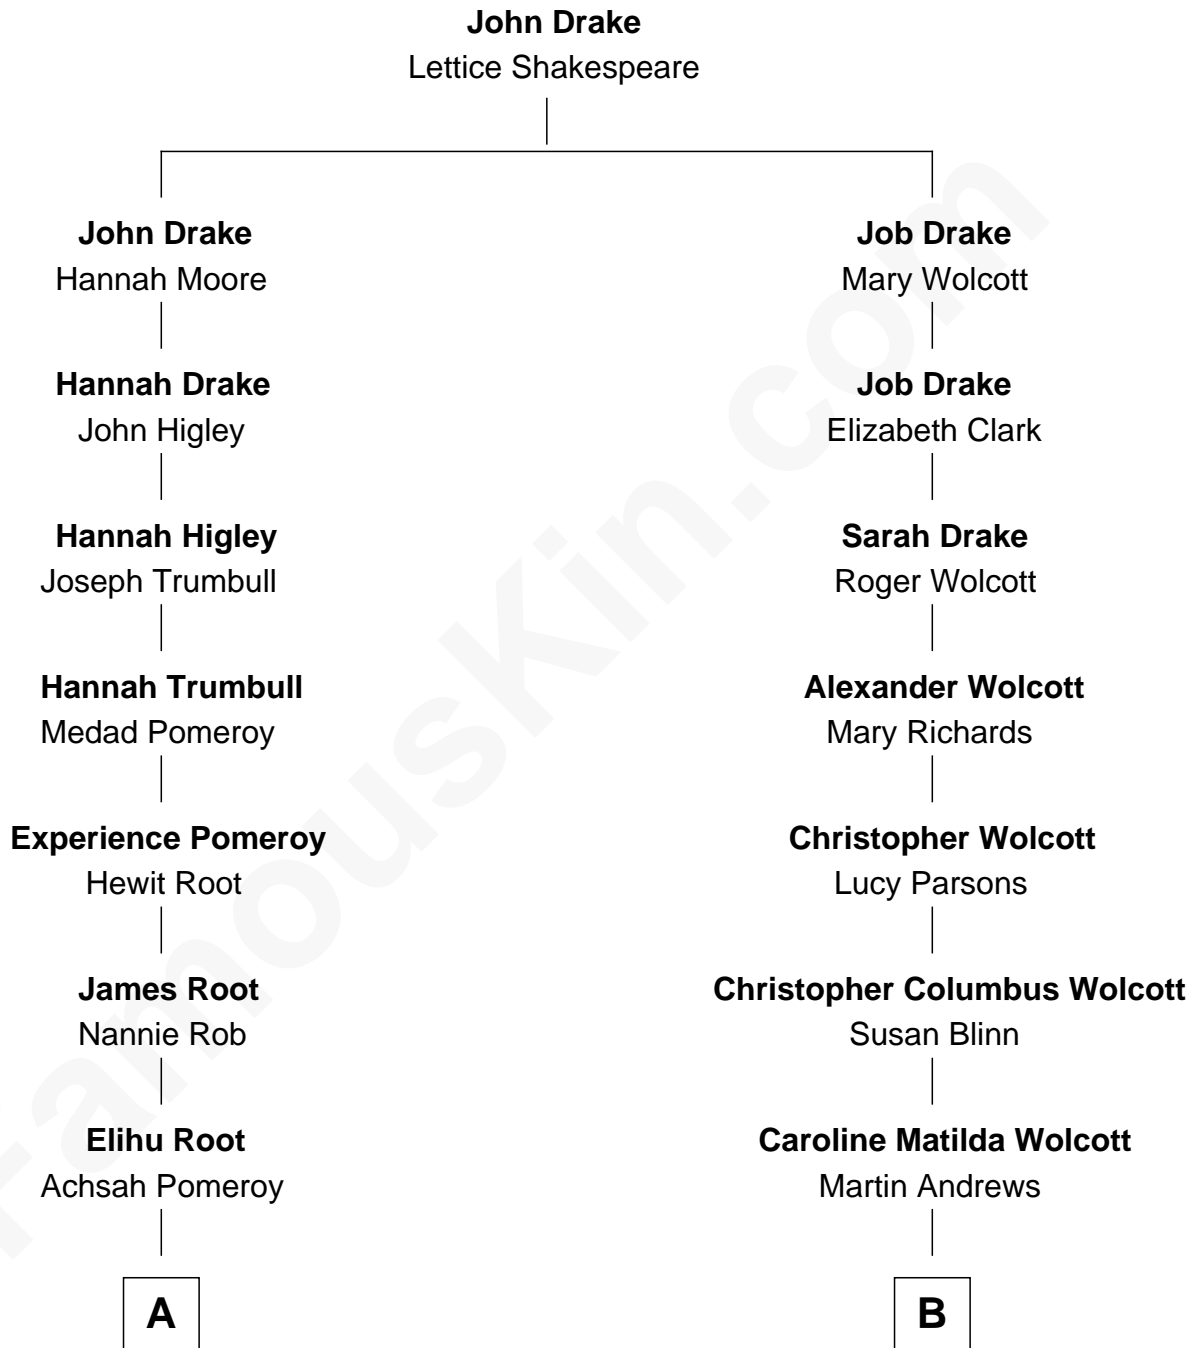 John Drake
Lettice Shakespeare
John Drake
Hannah Moore
Job Drake
Mary Wolcott
Hannah Drake
John Higley
Job Drake
Elizabeth Clark
Hannah Higley
Joseph Trumbull
Sarah Drake
Roger Wolcott
Hannah Trumbull
Medad Pomeroy
Alexander Wolcott
Mary Richards
Experience Pomeroy
Hewit Root
Christopher Wolcott
Lucy Parsons
James Root
Nannie Rob
Christopher Columbus Wolcott
Susan Blinn
Elihu Root
Achsah Pomeroy
Caroline Matilda Wolcott
Martin Andrews
A
B
FamousKin.com